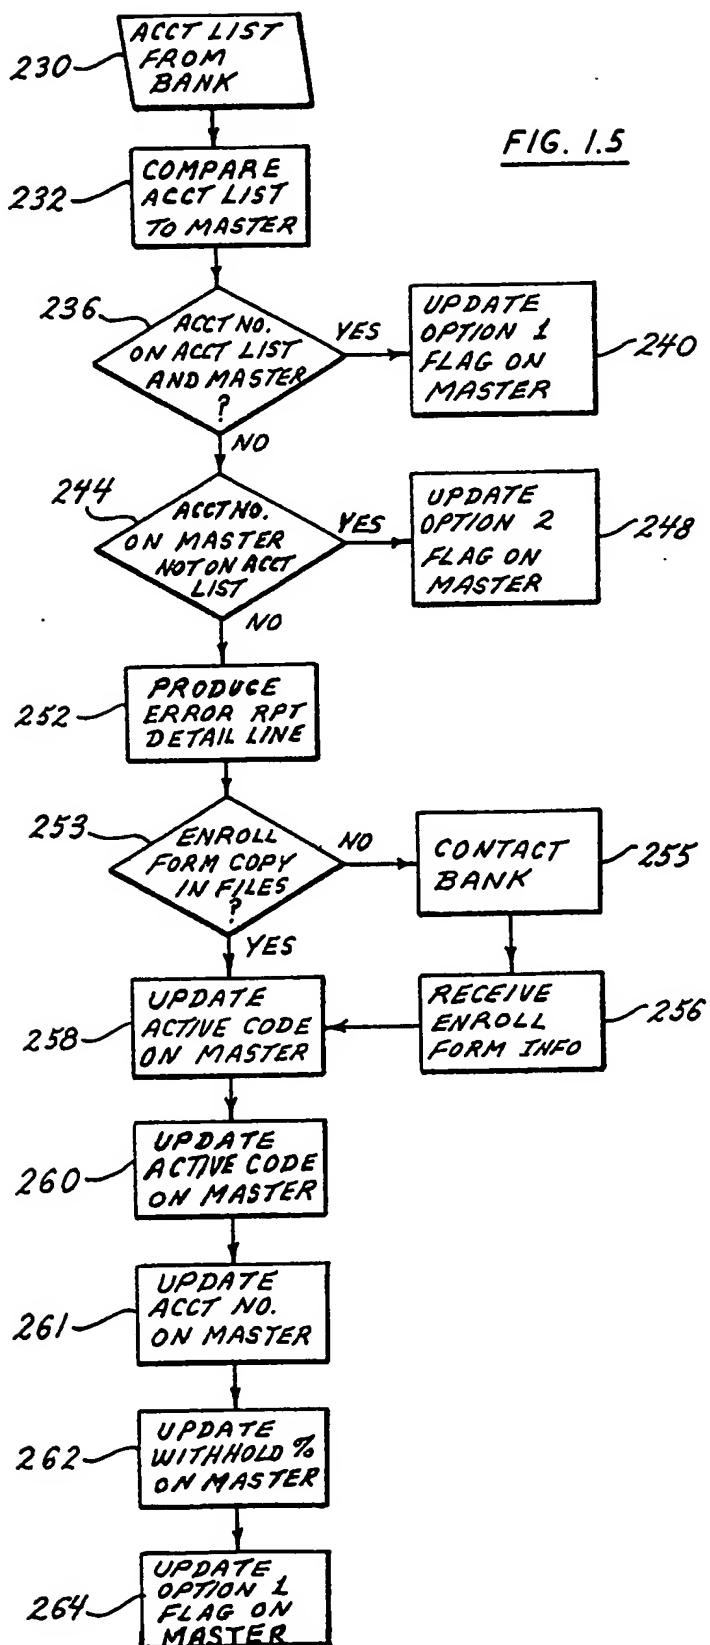 ACCT LIST
FROM
BANK
230
FIG. 1.5
COMPARE
ACCT LIST
TO MASTER
232
236
ACCT NO.
ON ACCT LIST
AND MASTER
?
YES
UPDATE
OPTION 1
FLAG ON
MASTER
240
NO
244
ACCT NO.
ON MASTER
NOT ON ACCT
LIST
YES
UPDATE
OPTION 2
FLAG ON
MASTER
248
NO
252
PRODUCE
ERROR RPT
DETAIL LINE
253
ENROLL
FORM COPY
IN FILES
?
NO
CONTACT
BANK
255
YES
258
UPDATE
ACTIVE CODE
ON MASTER
RECEIVE
ENROLL
FORM INFO
256
260
UPDATE
ACTIVE CODE
ON MASTER
261
UPDATE
ACCT NO.
ON MASTER
262
UPDATE
WITHHOLD %
ON MASTER
264
UPDATE
OPTION 1
FLAG ON
MASTER